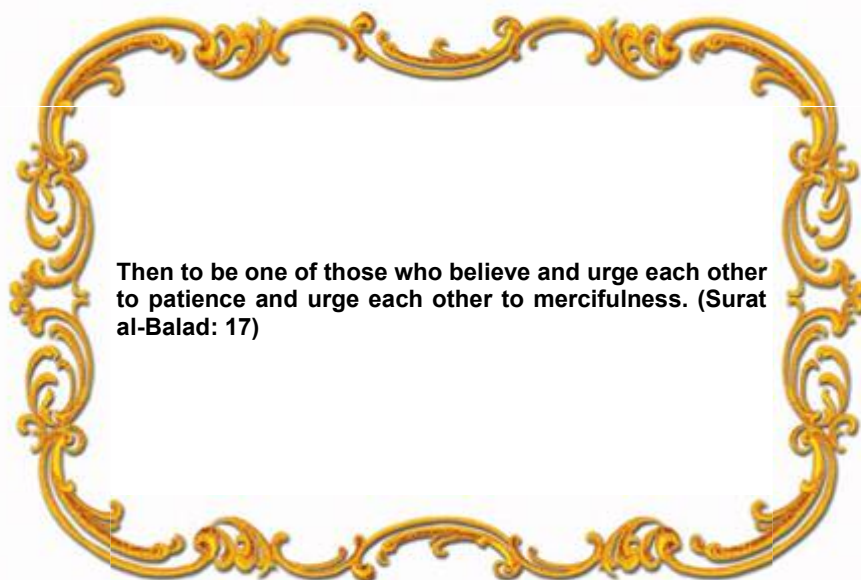 Then to be one of those who believe and urge each other
to patience and urge each other to mercifulness. (Surat
al-Balad: 17)